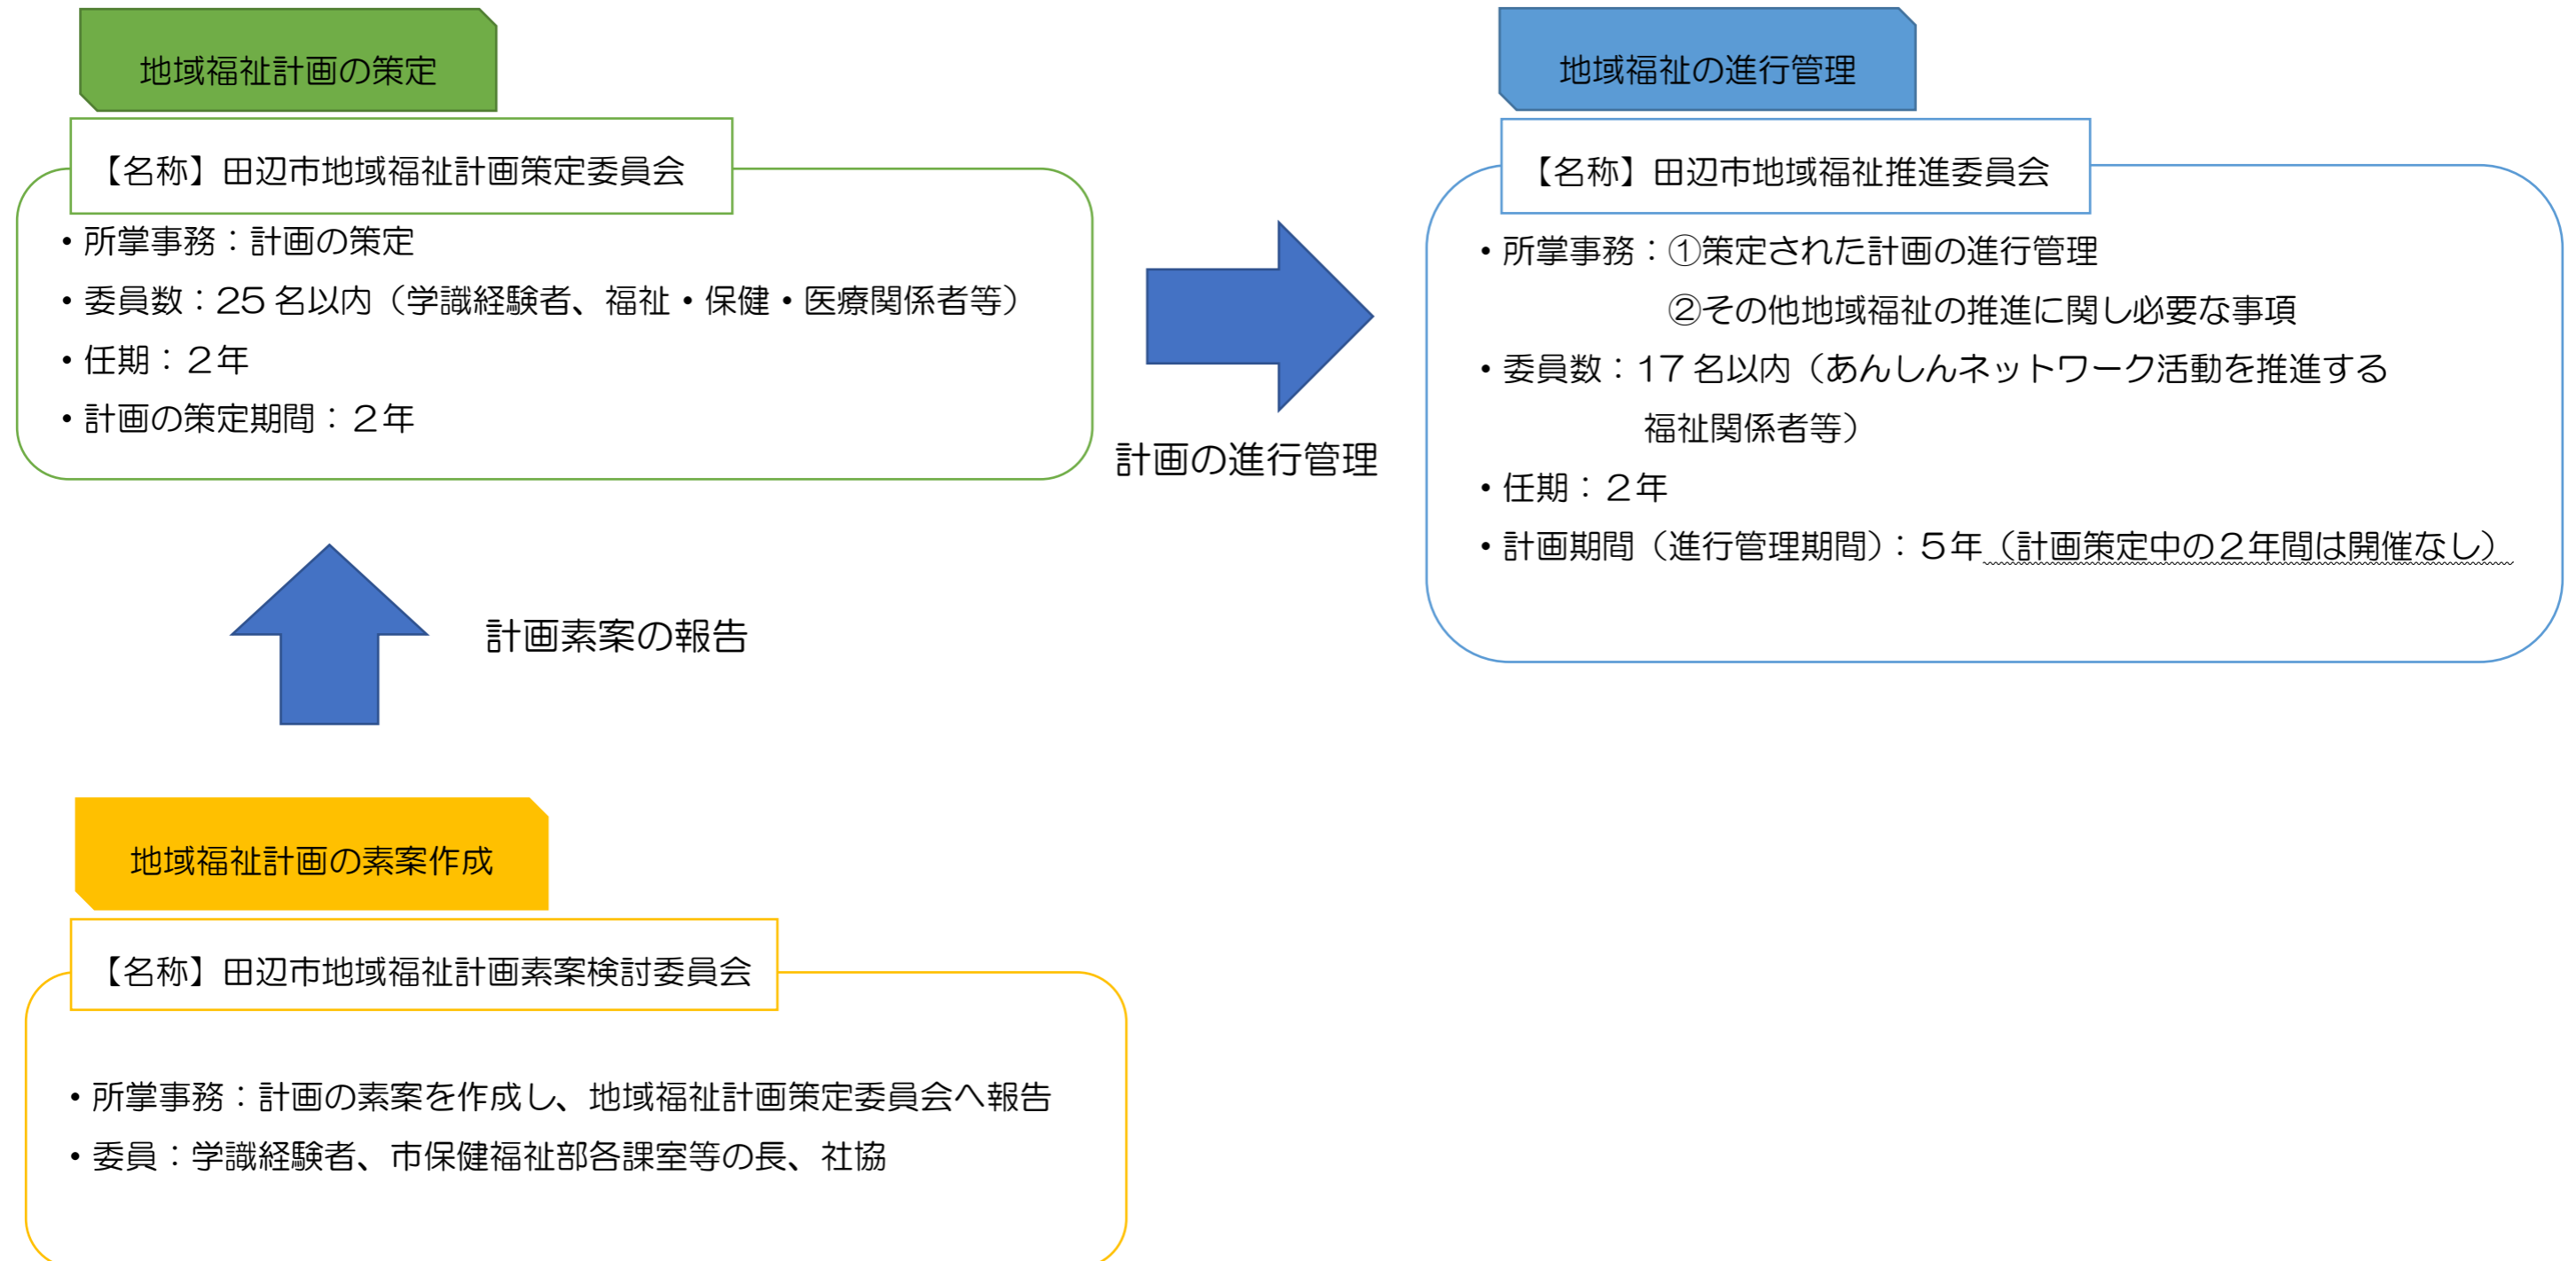 地域福祉計画の策定
【名称】田辺市地域福祉計画策定委員会
・所掌事務：計画の策定
・委員数：25名以内（学識経験者、福祉・保健・医療関係者等）
・任期：２年
・計画の策定期間：２年
計画の進行管理
地域福祉の進行管理
【名称】田辺市地域福祉推進委員会
・所掌事務：①策定された計画の進行管理
②その他地域福祉の推進に関し必要な事項
・委員数：17名以内（あんしんネットワーク活動を推進する
福祉関係者等）
・任期：２年
・計画期間（進行管理期間）：５年（計画策定中の２年間は開催なし）
計画素案の報告
地域福祉計画の素案作成
【名称】田辺市地域福祉計画素案検討委員会
・所掌事務：計画の素案を作成し、地域福祉計画策定委員会へ報告
・委員：学識経験者、市保健福祉部各課室等の長、社協